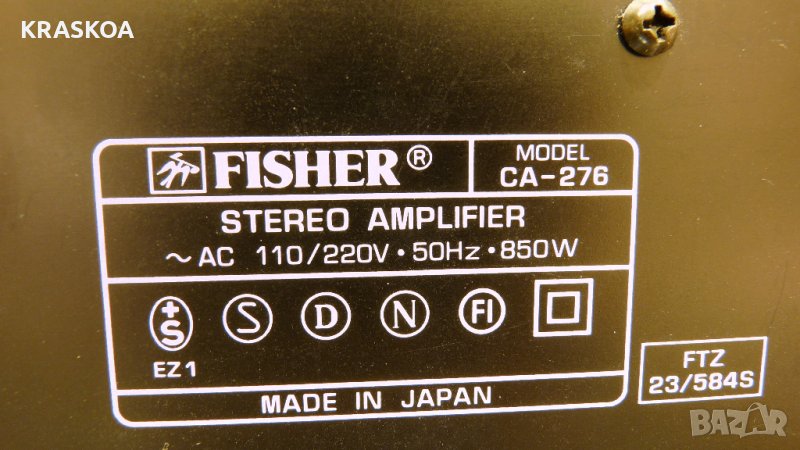 KRASKOA
FISHER®
MODEL
CA-276
STEREO AMPLIFIER
~ AC 110/220V · 50Hz · 850W
+S S D N FI
EZ1
MADE IN JAPAN
FTZ
23/584S
BAZAR